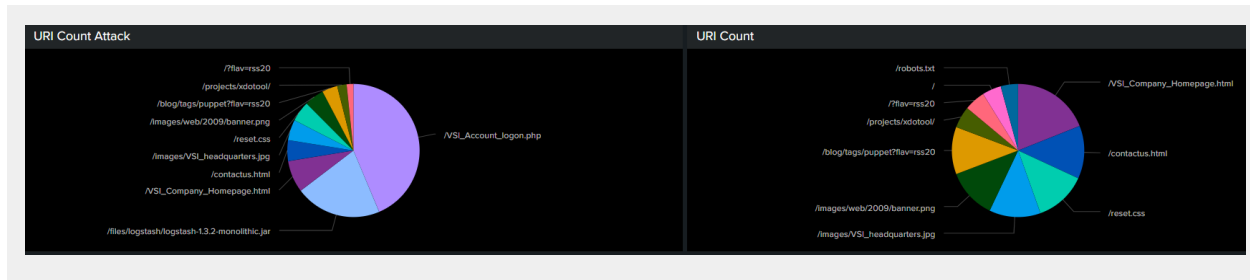 URI Count Attack
/?flav=rss20
/projects/xdotool/
/blog/tags/puppet?flav=rss20
/images/web/2009/banner.png
/reset.css
/images/VSI_headquarters.jpg
/contactus.html
/VSI_Company_Homepage.html
/files/logstash/logstash-1.3.2-monolithic.jar
/VSI_Account_logon.php
URI Count
/robots.txt
/
/?flav=rss20
/projects/xdotool/
/blog/tags/puppet?flav=rss20
/images/web/2009/banner.png
/images/VSI_headquarters.jpg
/VSI_Company_Homepage.html
/contactus.html
/reset.css